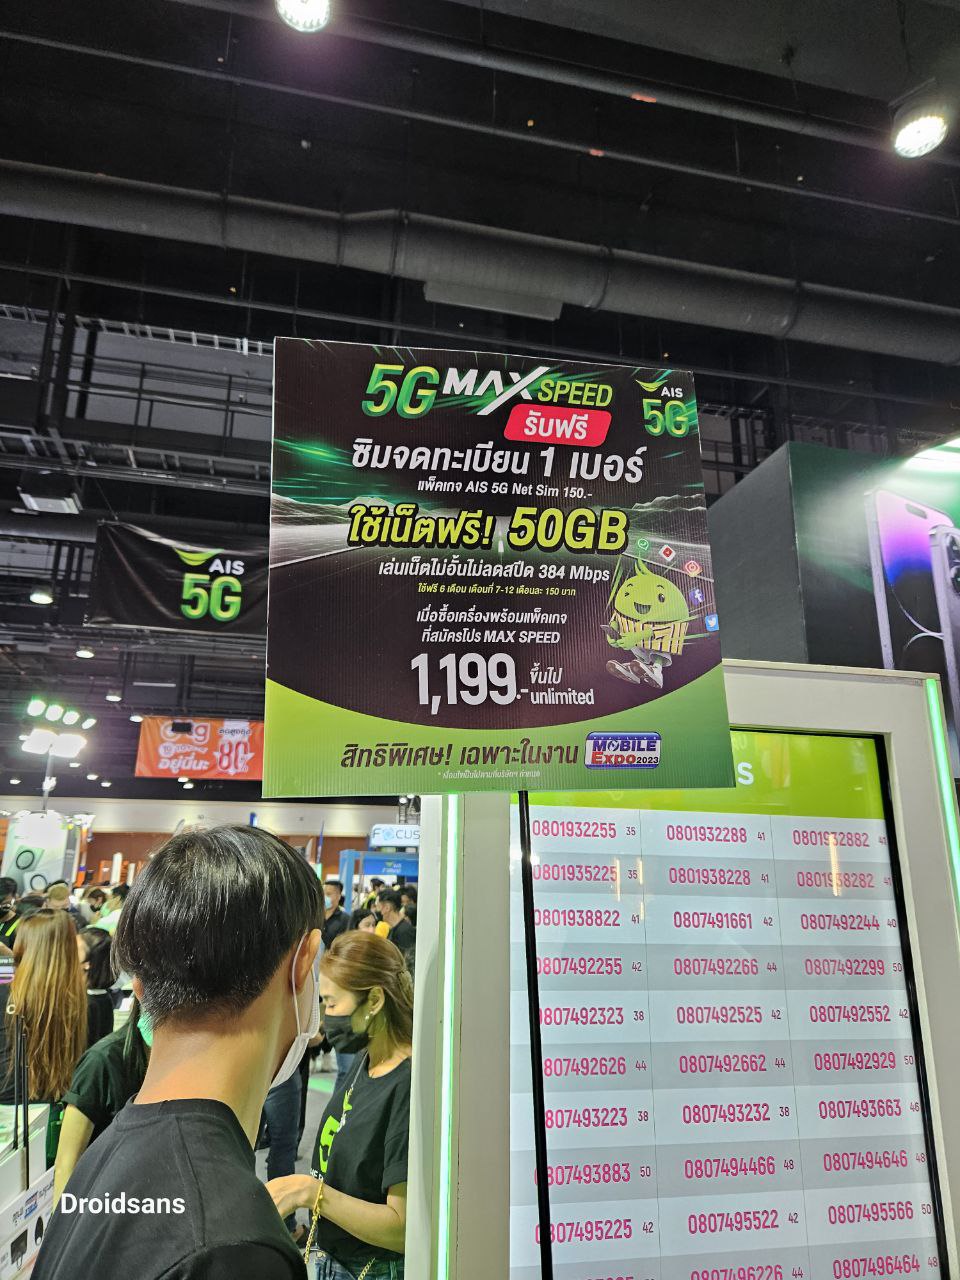 5G MAX SPEED
AIS
5G
รับฟรี
ซิมจดทะเบียน 1 เบอร์
แพ็คเกจ AIS 5G Net Sim 150.-
ใช้เน็ตฟรี! 50GB
เล่นเน็ตไม่อั้นไม่ลดสปีด 384 Mbps
ใช้ฟรี 6 เดือน เดือนที่ 7-12 เดือนละ 150 บาท
เมื่อซื้อเครื่องพร้อมแพ็คเกจ
ที่สมัครโปร MAX SPEED
1,199.- ขึ้นไป
unlimited
สิทธิพิเศษ! เฉพาะในงาน MOBILE EXPO 2023
AIS
5G
อยู่นี่นะ
FOCUS
0801932255 35 0801932288 41 0801932882
0801935225 35 0801938228 41 0801938282
0801938822 41 0807491661 42 0807492244 40
0807492255 42 0807492266 44 0807492299 50
0807492323 38 0807492525 42 0807492552 42
0807492626 44 0807492662 44 0807492929 50
0807493223 38 0807493232 38 0807493663 46
0807493883 50 0807494466 48 0807494646 48
0807495225 42 0807495522 42 0807495566 50
0807496226 44 0807496464 48
Droidsans